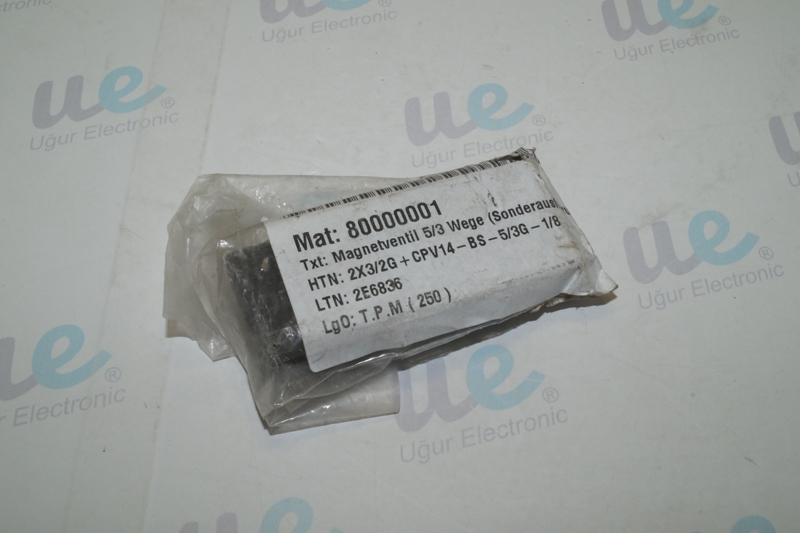 Mat: 80000001
Txt: Magnetventil 5/3 Wege
HTN: 2X3/2G+CPV14-BS-5/3G-1/8
LTN: 2E6836
LgO: T.P.M (250)
ue
Uğur Electronic